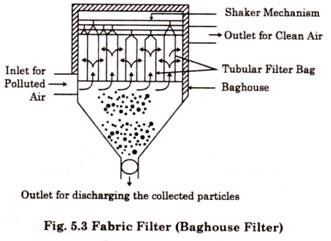 Shaker Mechanism
Outlet for Clean Air
Tubular Filter Bag
Baghouse
Inlet for
Polluted
Air
Outlet for discharging the collected particles
Fig. 5.3 Fabric Filter (Baghouse Filter)